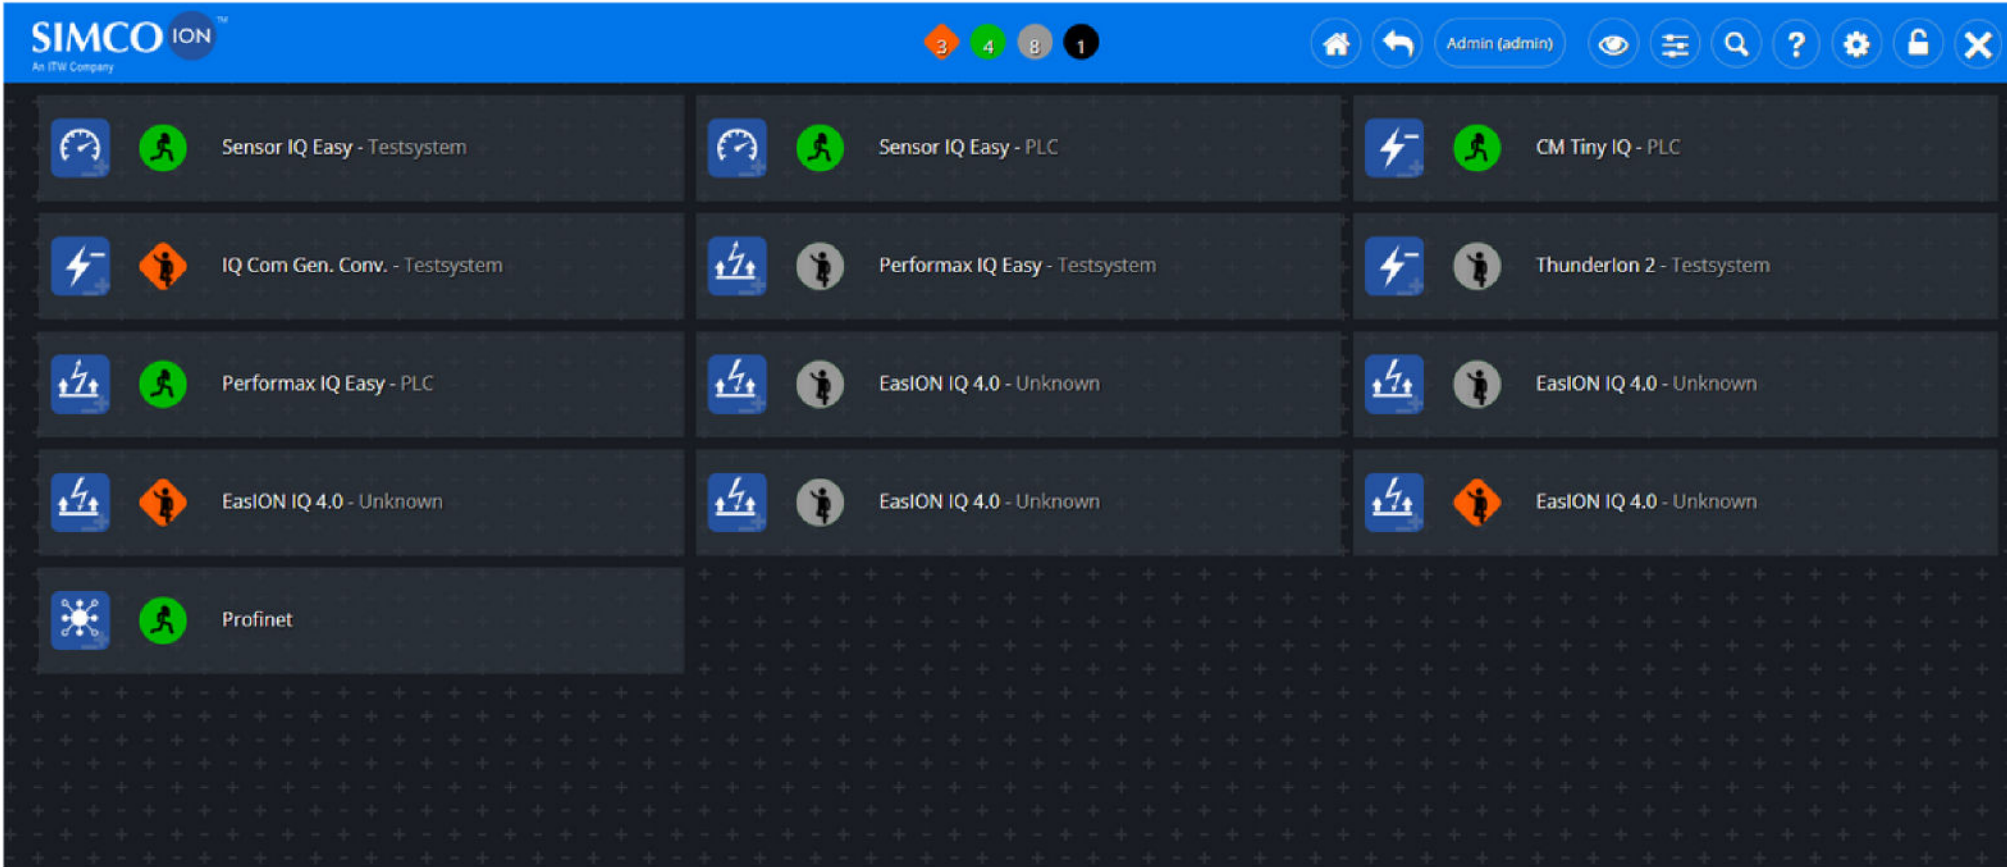 SIMCO ION ™
An ITW Company
3 4 8 1
Admin (admin)
Sensor IQ Easy - Testsystem
Sensor IQ Easy - PLC
CM Tiny IQ - PLC
IQ Com Gen. Conv. - Testsystem
Performax IQ Easy - Testsystem
ThunderIon 2 - Testsystem
Performax IQ Easy - PLC
EasION IQ 4.0 - Unknown
EasION IQ 4.0 - Unknown
EasION IQ 4.0 - Unknown
EasION IQ 4.0 - Unknown
EasION IQ 4.0 - Unknown
Profinet